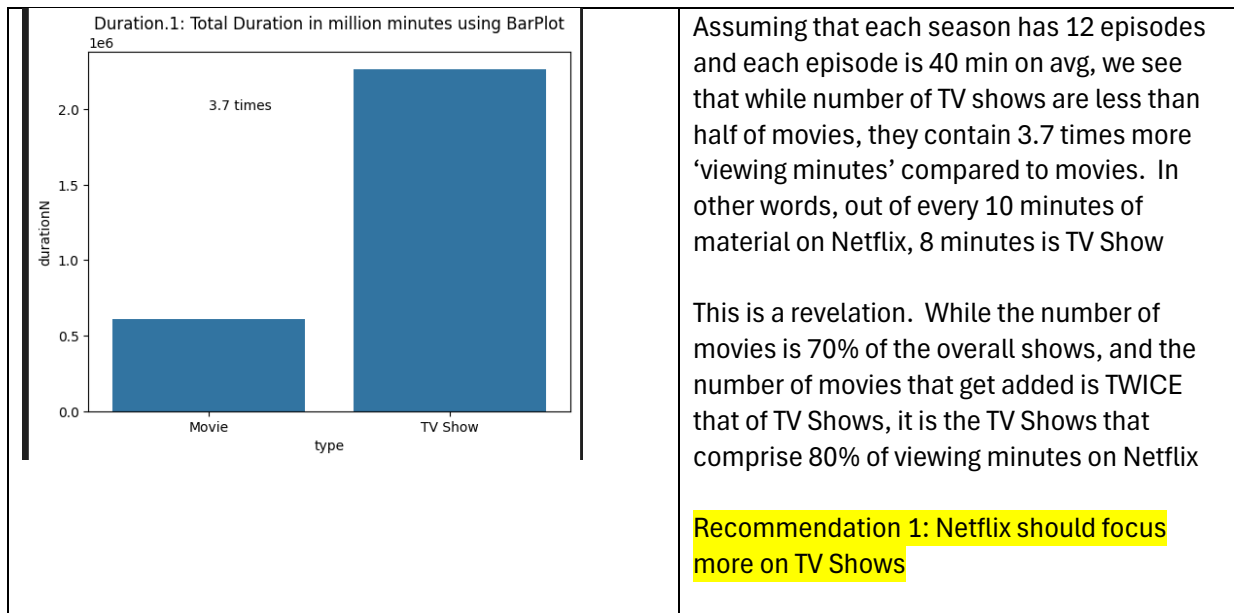 Duration.1: Total Duration in million minutes using BarPlot
1e6
2.0
3.7 times
1.5
durationN
1.0
0.5
0.0
Movie TV Show
type
Assuming that each season has 12 episodes
and each episode is 40 min on avg, we see
that while number of TV shows are less than
half of movies, they contain 3.7 times more
‘viewing minutes’ compared to movies. In
other words, out of every 10 minutes of
material on Netflix, 8 minutes is TV Show
This is a revelation. While the number of
movies is 70% of the overall shows, and the
number of movies that get added is TWICE
that of TV Shows, it is the TV Shows that
comprise 80% of viewing minutes on Netflix
Recommendation 1: Netflix should focus
more on TV Shows